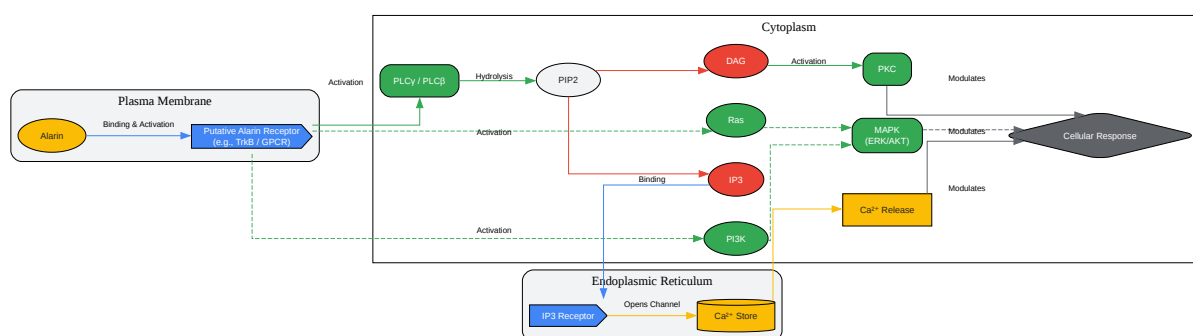 Cytoplasm
DAG
Activation
PKC
Modulates
Activation
PLCγ / PLCβ
Hydrolysis
PIP2
Plasma Membrane
Alarin
Binding & Activation
Putative Alarin Receptor
(e.g., TrkB / GPCR)
Activation
Ras
MAPK
(ERK/AKT)
Modulates
Cellular Response
Binding
IP3
Modulates
Ca²⁺ Release
Activation
PI3K
Endoplasmic Reticulum
IP3 Receptor
Opens Channel
Ca²⁺ Store